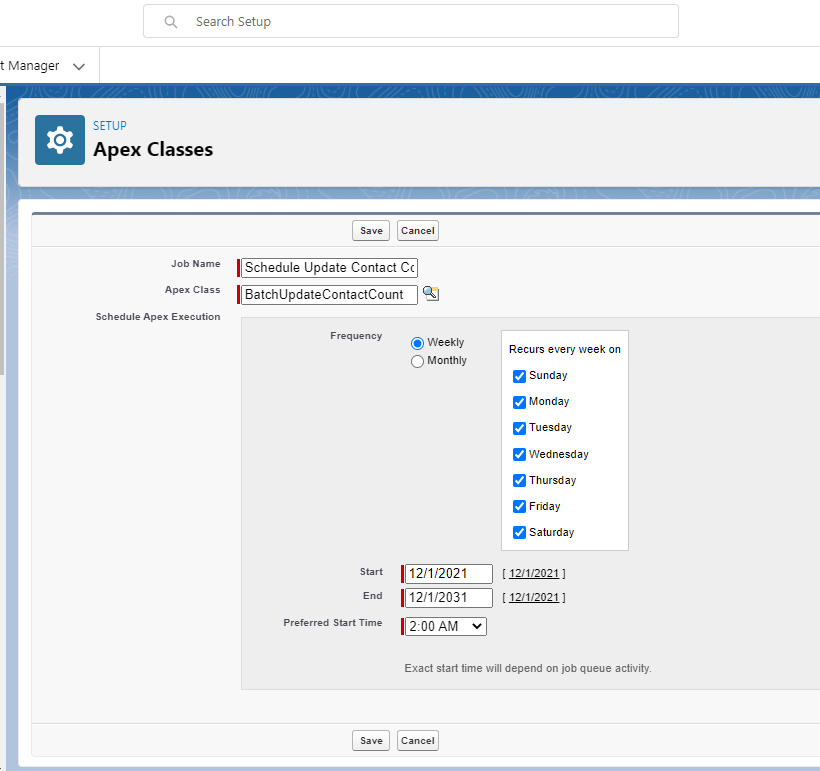 Search Setup
t Manager
SETUP
Apex Classes
Save Cancel
Job Name Schedule Update Contact Cc
Apex Class BatchUpdateContactCount
Schedule Apex Execution
Frequency Weekly
Monthly
Recurs every week on
Sunday
Monday
Tuesday
Wednesday
Thursday
Friday
Saturday
Start 12/1/2021 [ 12/1/2021 ]
End 12/1/2031 [ 12/1/2021 ]
Preferred Start Time 2:00 AM
Exact start time will depend on job queue activity.
Save Cancel